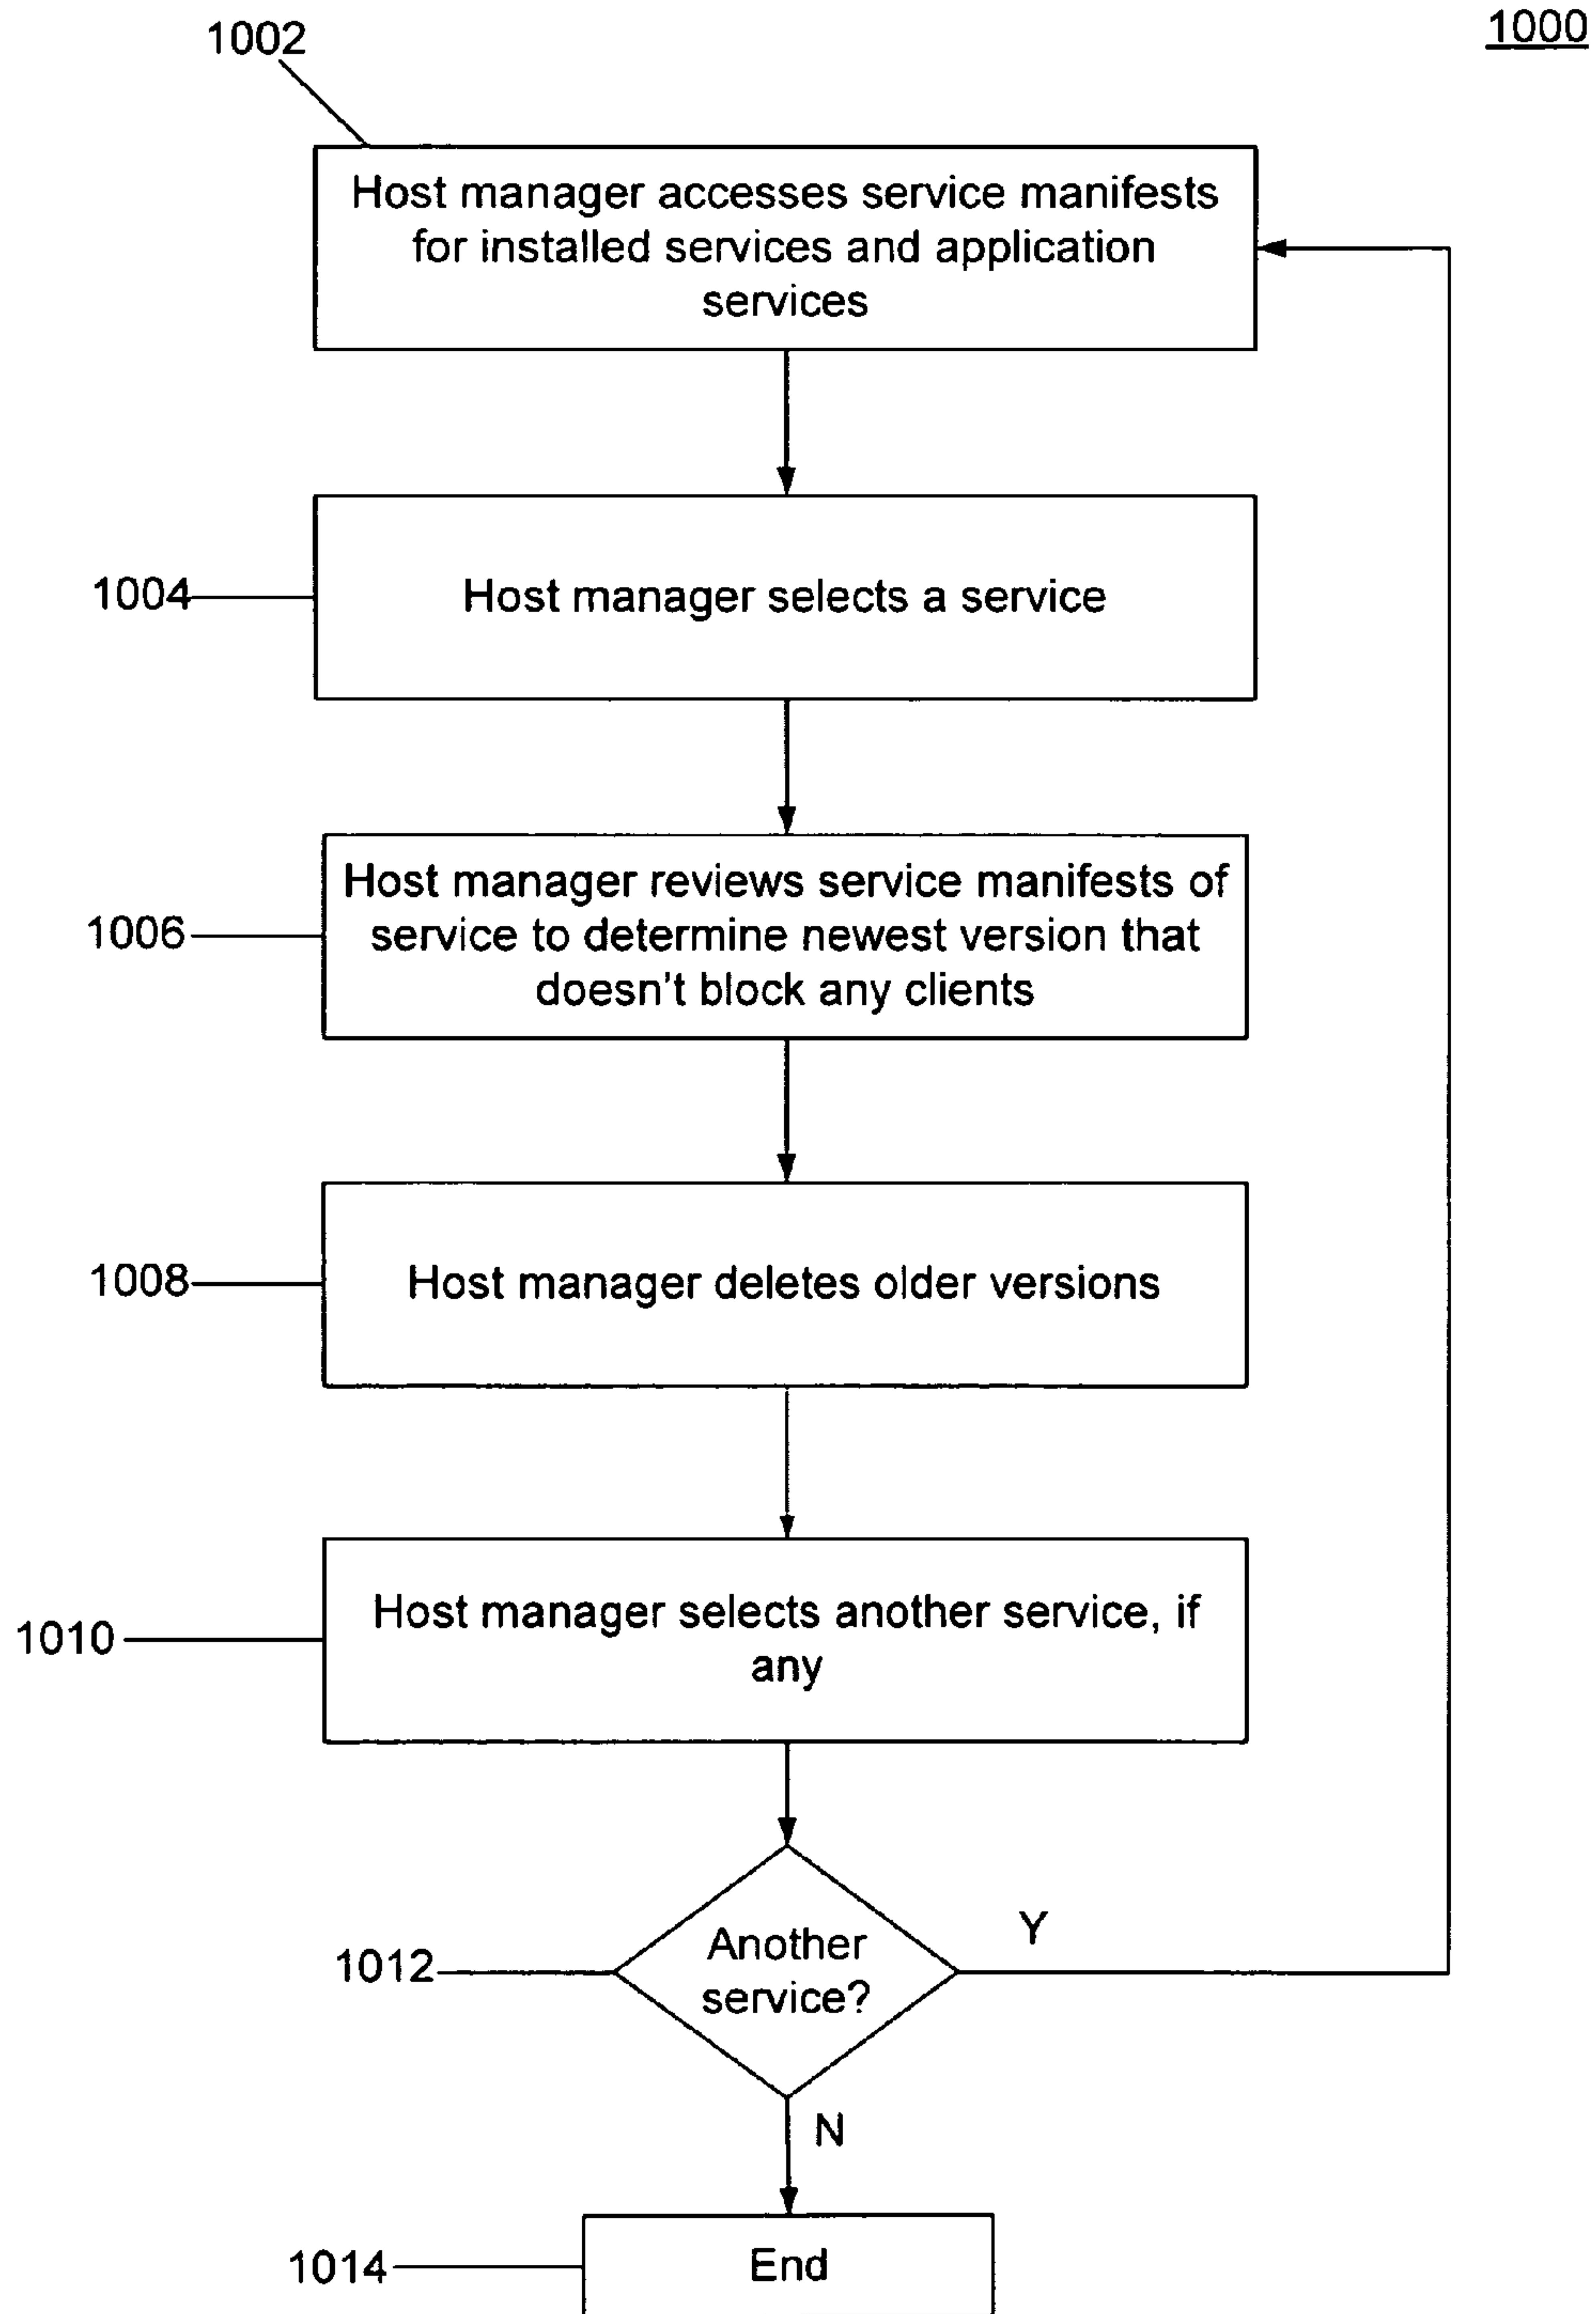 1002
1000
Host manager accesses service manifests
for installed services and application
services
1004
Host manager selects a service
1006
Host manager reviews service manifests of
service to determine newest version that
doesn't block any clients
1008
Host manager deletes older versions
1010
Host manager selects another service, if
any
1012
Another
service?
Y
N
1014
End